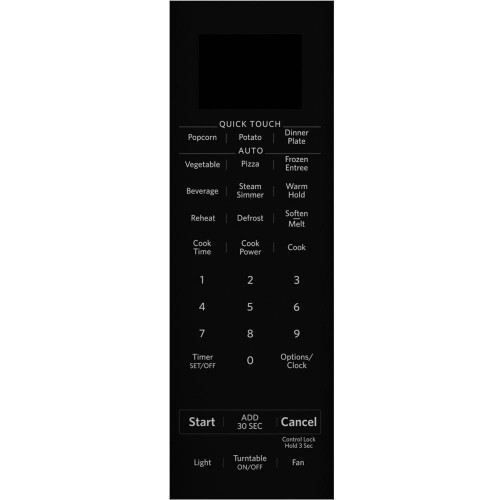 QUICK TOUCH
Popcorn Potato Dinner Plate
AUTO
Vegetable Pizza Frozen Entree
Beverage Steam Simmer Warm Hold
Reheat Defrost Soften Melt
Cook Time Cook Power Cook
1 2 3
4 5 6
7 8 9
Timer SET/OFF 0 Options/Clock
Start ADD 30 SEC Cancel
Control Lock
Hold 3 Sec
Light Turntable ON/OFF Fan